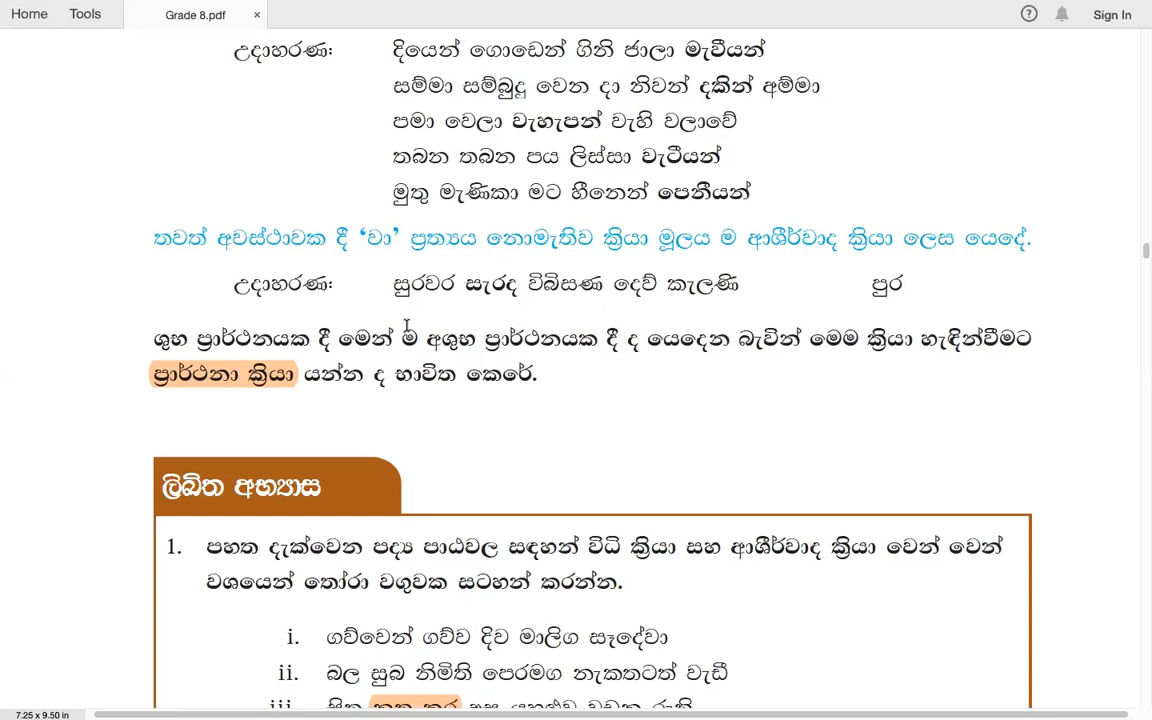 Home Tools Grade 8.pdf × ? Sign In
උදාහරණ: දියෙන් ගොඩෙන් ගිනි ජාලා මැවීයන්
සම්මා සම්බුදු වෙන දා නිවන් දකින් අම්මා
පමා වෙලා වැහැපන් වැහි වලාවේ
තබන තබන පය ලිස්සා වැටීයන්
මුතු මැණිකා මට හීනෙන් පෙනීයන්
තවත් අවස්ථාවක දී ‘වා’ ප්‍රත්‍යය නොමැතිව ක්‍රියා මූලය ම ආශීර්වාද ක්‍රියා ලෙස යෙදේ.
උදාහරණ: සුරවර සැරද විබිසණ දෙව් කැලණි පුර
ශුභ ප්‍රාර්ථනයක දී මෙන් ම අශුභ ප්‍රාර්ථනයක දී ද යෙදෙන බැවින් මෙම ක්‍රියා හැඳින්වීමට
ප්‍රාර්ථනා ක්‍රියා යන්න ද භාවිත කෙරේ.
ලිඛිත අභ්‍යාස
1. පහත දැක්වෙන පද්‍ය පාඨවල සඳහන් විධි ක්‍රියා සහ ආශීර්වාද ක්‍රියා වෙන් වෙන්
වශයෙන් තෝරා වගුවක සටහන් කරන්න.
i. ගව්වෙන් ගව්ව දිව මාලිග සෑදේවා
ii. බල සුබ නිමිති පෙරමග නැකතටත් වැඩී
7.25 x 9.50 in